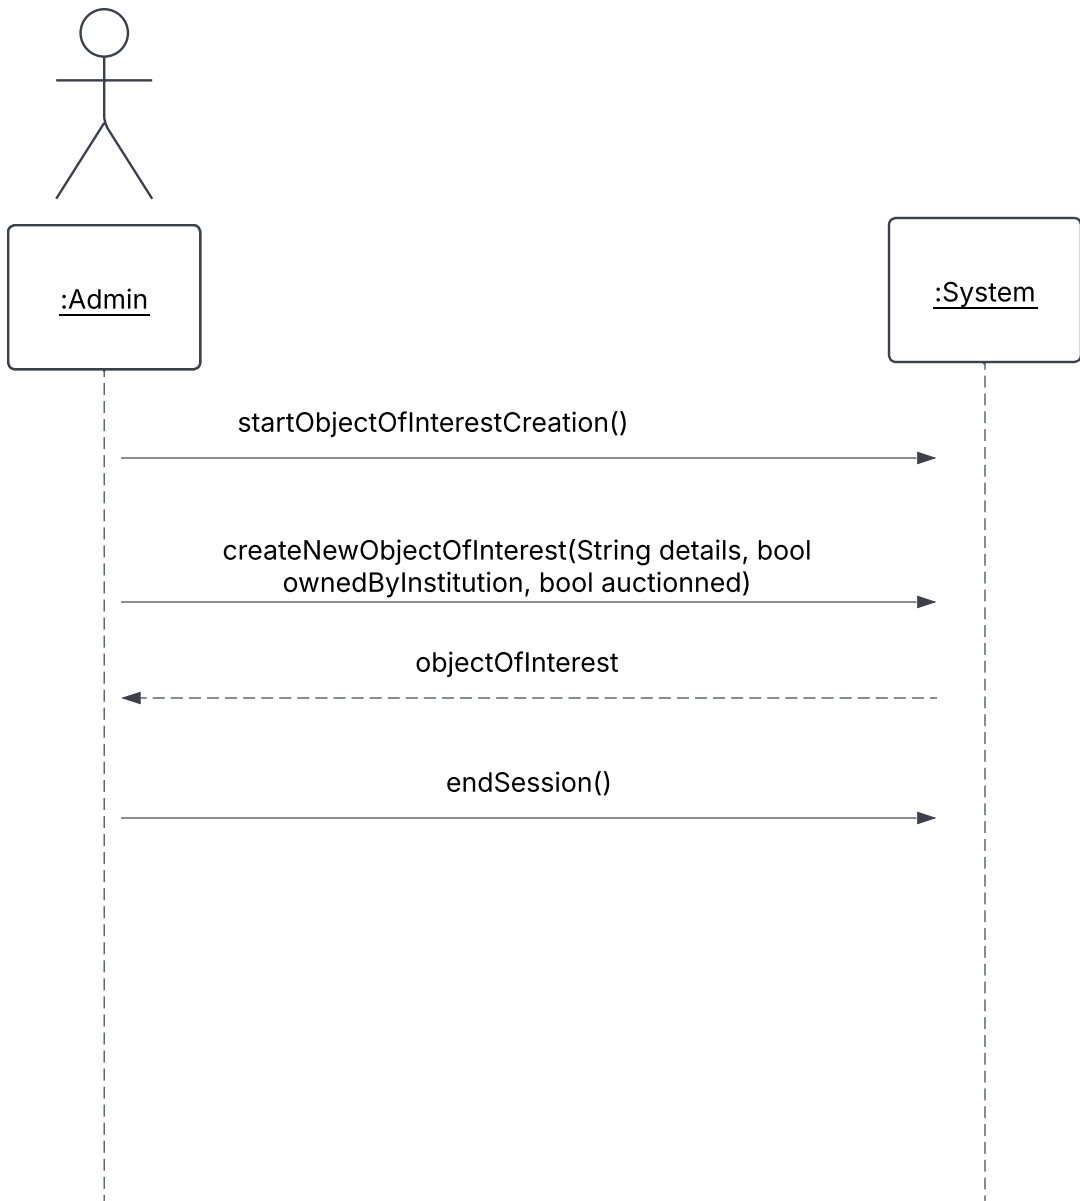 :Admin
:System
startObjectOfInterestCreation()
createNewObjectOfInterest(String details, bool
ownedByInstitution, bool auctionned)
objectOfInterest
endSession()